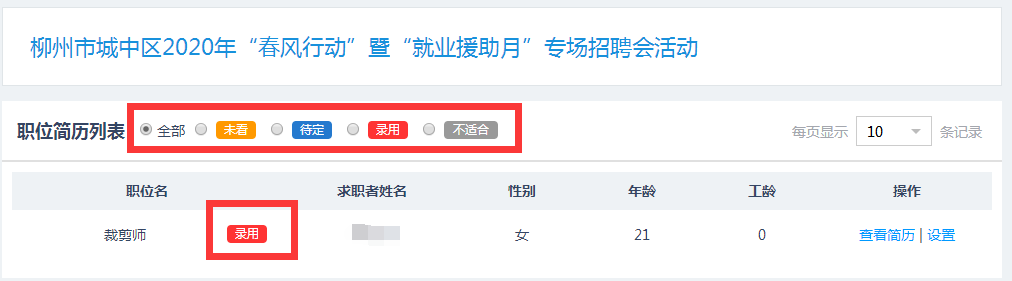 柳州市城中区2020年“春风行动”暨“就业援助月”专场招聘会活动
职位简历列表 全部 未看 待定 录用 不适合 每页显示 10 条记录
职位名 求职者姓名 性别 年龄 工龄 操作
裁剪师 录用 女 21 0 查看简历 | 设置